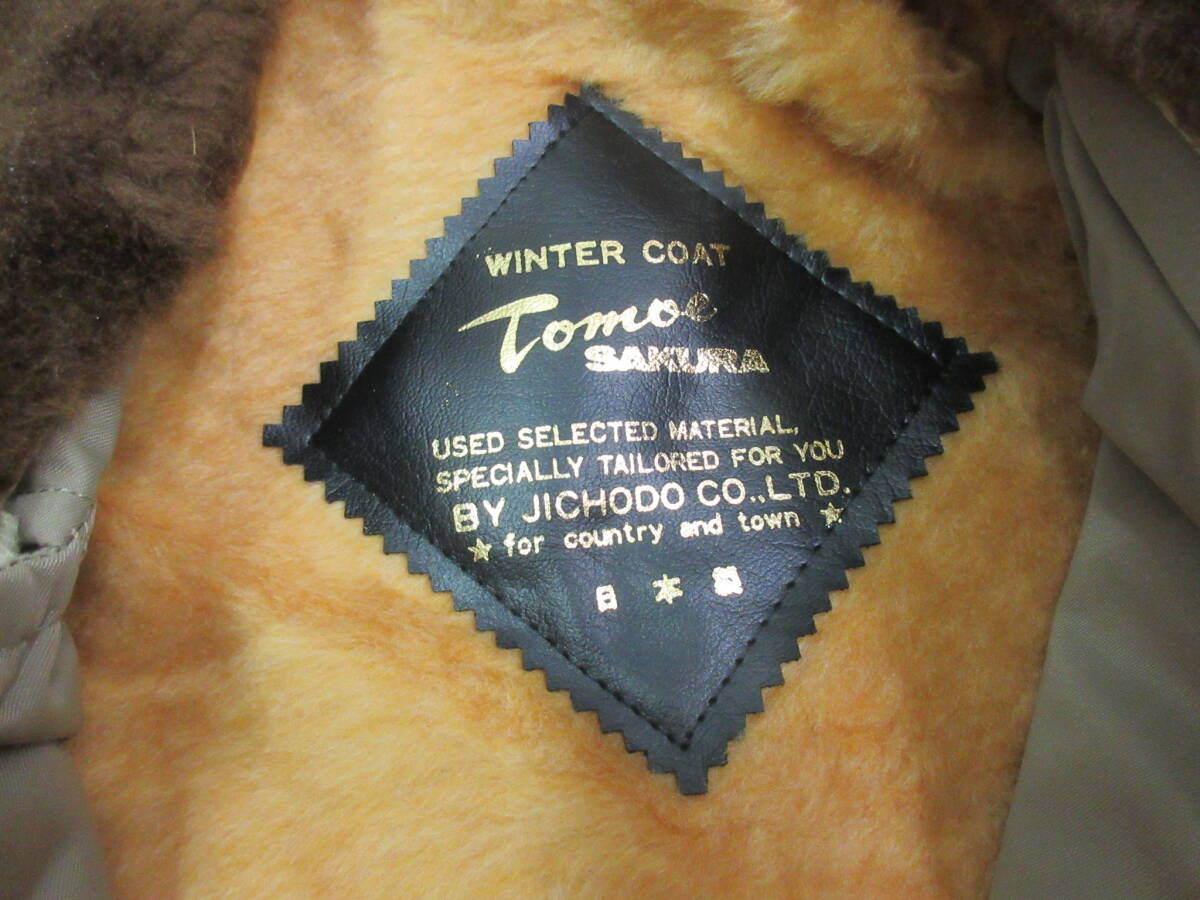 WINTER COAT
Tomoe
SAKURA
USED SELECTED MATERIAL,
SPECIALLY TAILORED FOR YOU
BY JICHODO CO., LTD.
★ for country and town ★
日本製